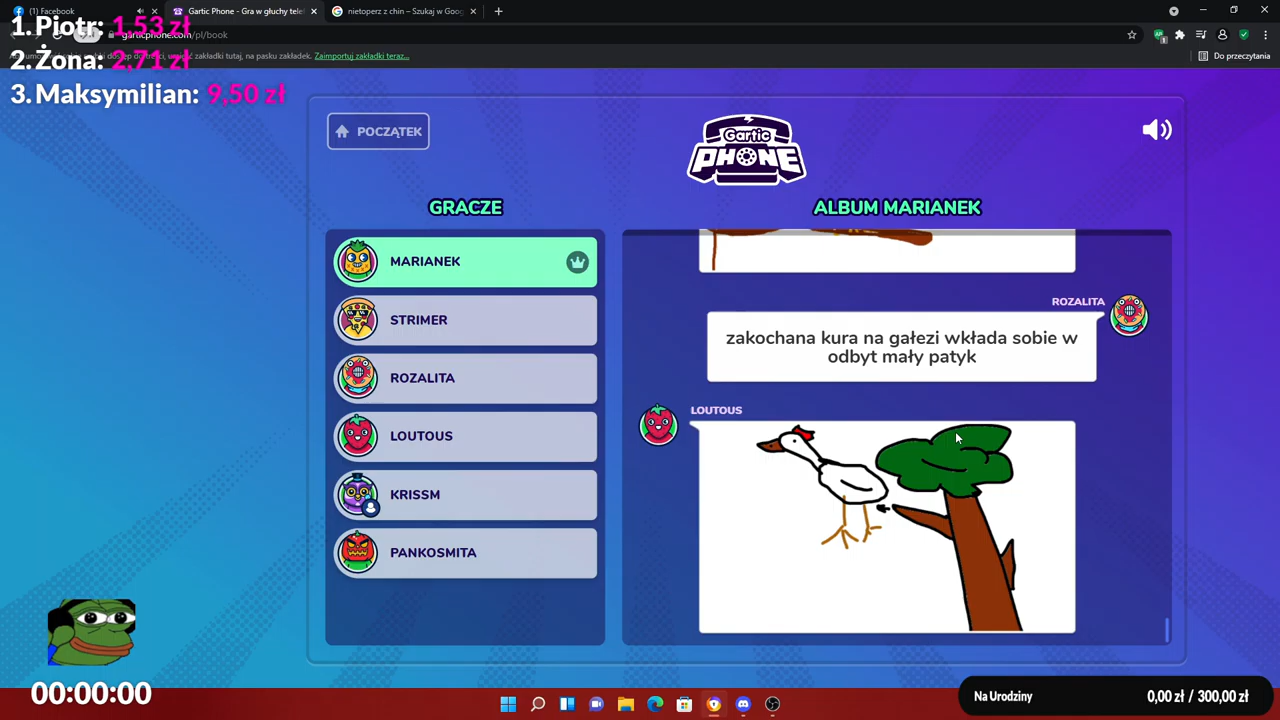 (1) Facebook
Gartic Phone - Gra w głuchy tele
nietoperz z chin – Szukaj w Goo
garticphone.com/pl/book
Zaimportuj zakładki teraz...
Do przeczytania
1. Piotr: 1,53 zł
2. Żona: 2,71 zł
3. Maksymilian: 9,50 zł
POCZĄTEK
Gartic
PHONE
GRACZE
ALBUM MARIANEK
MARIANEK
STRIMER
ROZALITA
LOUTOUS
KRISSM
PANKOSMITA
ROZALITA
zakochana kura na gałezi wkłada sobie w
odbyt mały patyk
LOUTOUS
00:00:00
Na Urodziny 0,00 zł / 300,00 zł